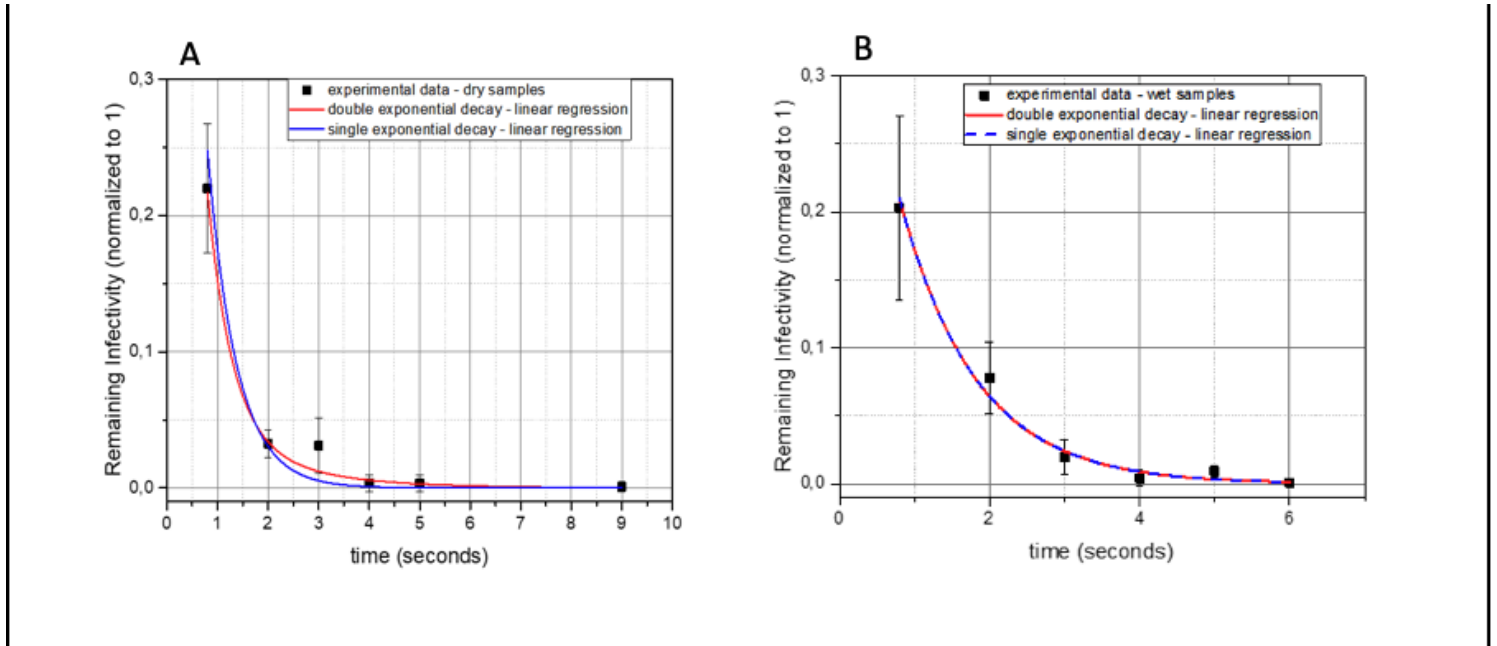 A
experimental data - dry samples
double exponential decay - linear regression
single exponential decay - linear regression
Remaining Infectivity (normalized to 1)
0,3
0,2
0,1
0,0
0 1 2 3 4 5 6 7 8 9 10
time (seconds)
B
experimental data - wet samples
double exponential decay - linear regression
single exponential decay - linear regression
Remaining Infectivity (normalized to 1)
0,3
0,2
0,1
0,0
0 2 4 6
time (seconds)